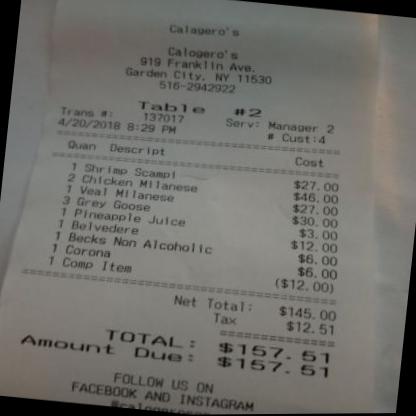 Calagero's
Calogero's
919 Franklin Ave.
Garden City, NY 11530
516-2942922
Table #2
Trans #: 137017 Serv: Manager 2
4/20/2018 8:29 PM # Cust:4
Quan Descript Cost
1 Shrimp Scampi $27.00
2 Chicken Milanese $46.00
1 Veal Milanese $27.00
3 Grey Goose $30.00
1 Pineapple Juice $3.00
1 Belvedere $12.00
1 Becks Non Alcoholic $6.00
1 Corona $6.00
1 Comp Item ($12.00)
Net Total: $145.00
Tax $12.51
TOTAL: $157.51
Amount Due: $157.51
FOLLOW US ON
FACEBOOK AND INSTAGRAM